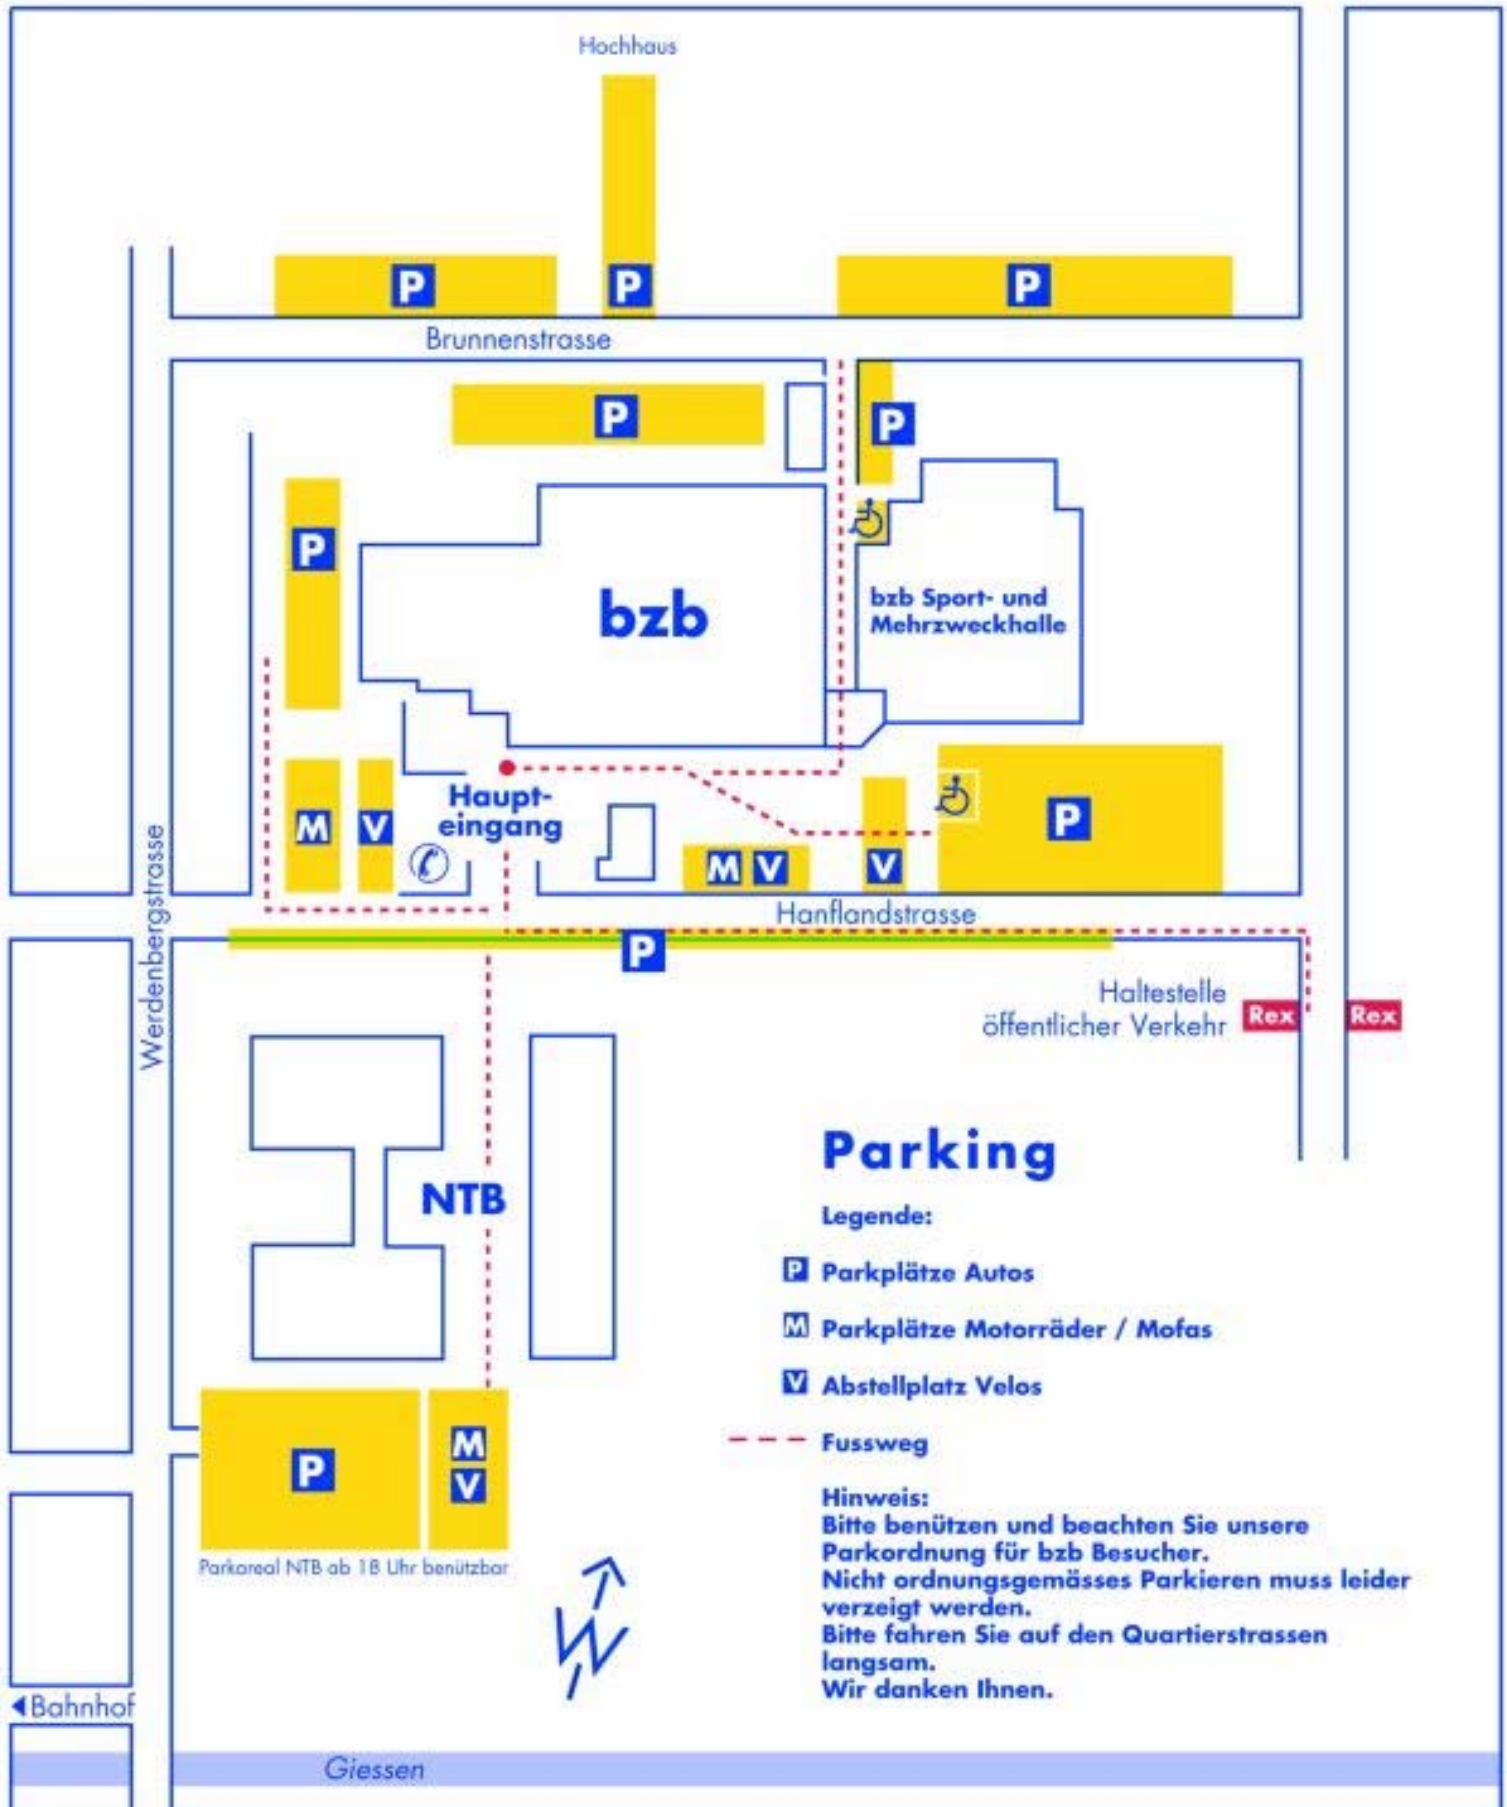 Hochhaus
P
P
P
Brunnenstrasse
P
P
P
bzb
bzb Sport- und
Mehrzweckhalle
Haupt-
eingang
M
V
M V
V
P
Hanflandstrasse
Werdenbergstrasse
P
Haltestelle
öffentlicher Verkehr
Rex
Rex
NTB
Parking
Legende:
P Parkplätze Autos
M Parkplätze Motorräder / Mofas
V Abstellplatz Velos
Fussweg
P
M
V
Parkareal NTB ab 18 Uhr benützbar
Hinweis:
Bitte benützen und beachten Sie unsere
Parkordnung für bzb Besucher.
Nicht ordnungsgemässes Parkieren muss leider
verzeigt werden.
Bitte fahren Sie auf den Quartierstrassen
langsam.
Wir danken Ihnen.
N
Bahnhof
Giessen